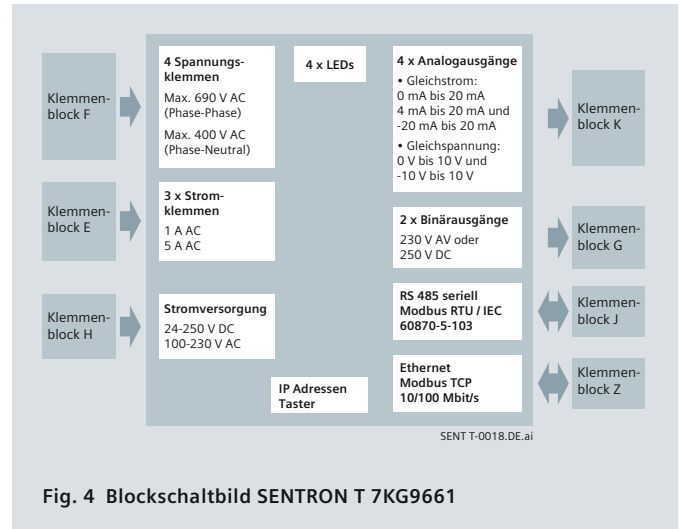 Klemmen-
block F
Klemmen-
block E
Klemmen-
block H
4 Spannungs-
klemmen
Max. 690 V AC
(Phase-Phase)
Max. 400 V AC
(Phase-Neutral)
3 x Strom-
klemmen
1 A AC
5 A AC
Stromversorgung
24-250 V DC
100-230 V AC
4 x LEDs
IP Adressen
Taster
4 x Analogausgänge
• Gleichstrom:
0 mA bis 20 mA
4 mA bis 20 mA und
-20 mA bis 20 mA
• Gleichspannung:
0 V bis 10 V und
-10 V bis 10 V
2 x Binärausgänge
230 V AV oder
250 V DC
RS 485 seriell
Modbus RTU / IEC
60870-5-103
Ethernet
Modbus TCP
10/100 Mbit/s
Klemmen-
block K
Klemmen-
block G
Klemmen-
block J
Klemmen-
block Z
SENT T-0018.DE.ai
Fig. 4 Blockschaltbild SENTRON T 7KG9661